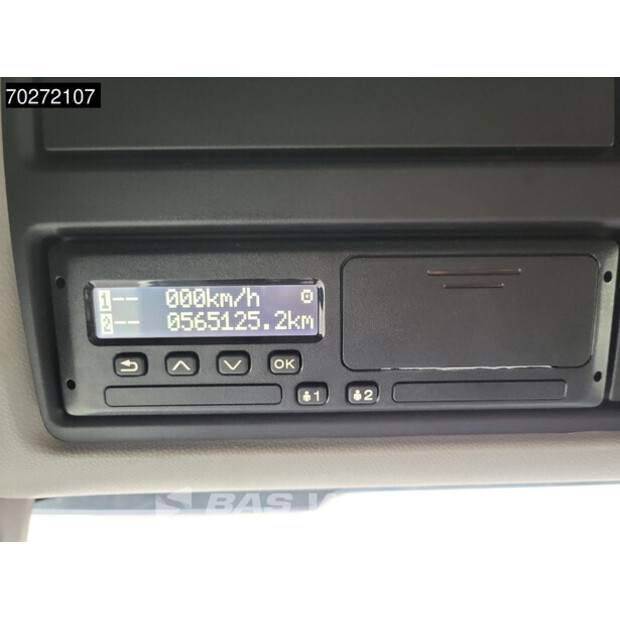 70272107
1-- 000km/h
2-- 0565125.2km
OK
1 2
BAS